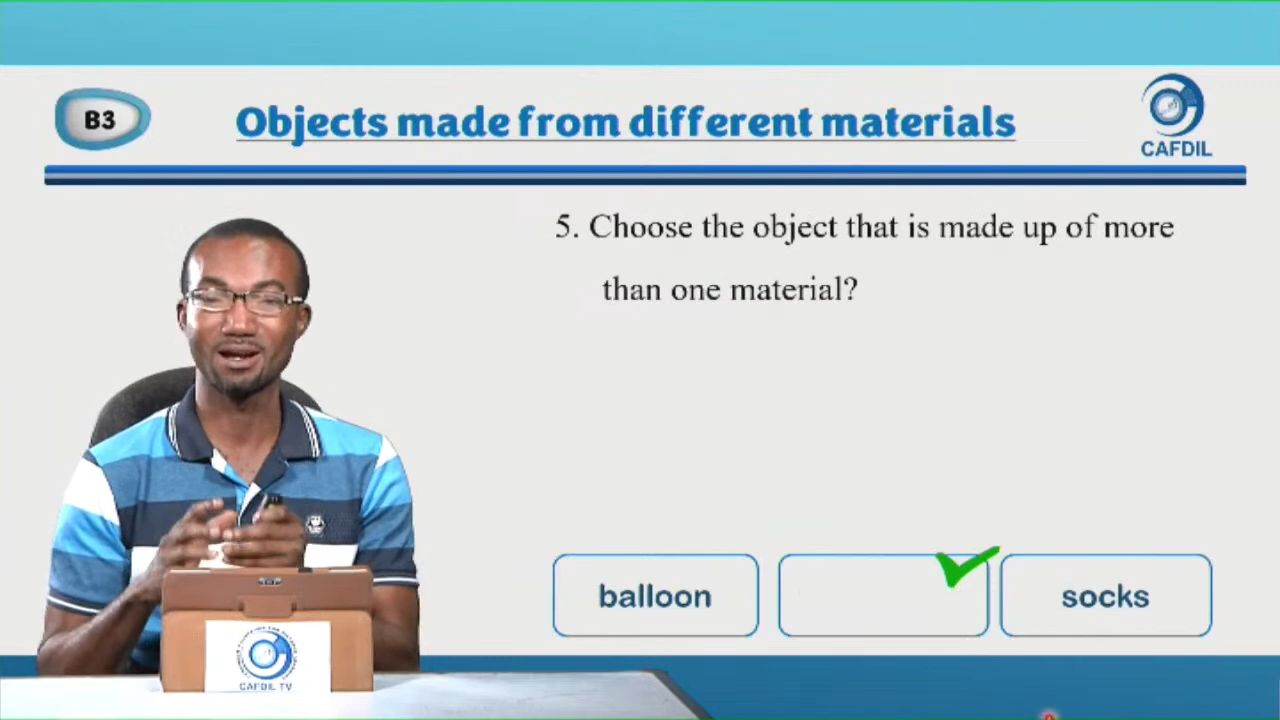 B3
Objects made from different materials
CAFDIL
5. Choose the object that is made up of more
than one material?
balloon
socks
CAFDIL TV